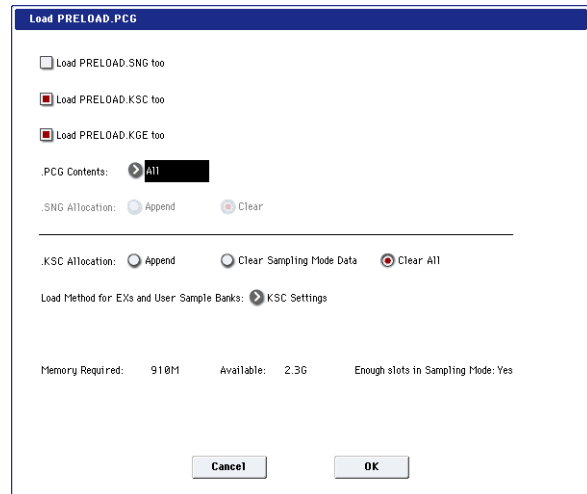 Load PRELOAD.PCG
Load PRELOAD.SNG too
Load PRELOAD.KSC too
Load PRELOAD.KGE too
.PCG Contents: All
.SNG Allocation: Append Clear
.KSC Allocation: Append Clear Sampling Mode Data Clear All
Load Method for EXs and User Sample Banks: KSC Settings
Memory Required: 910M Available: 2.3G Enough slots in Sampling Mode: Yes
Cancel OK